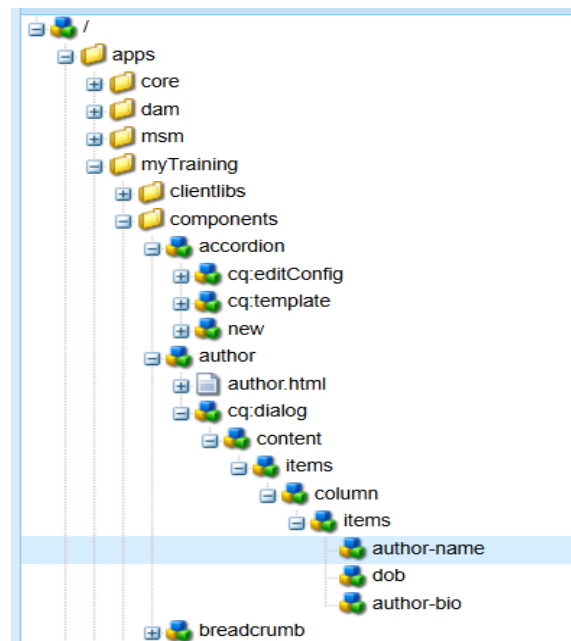 /
apps
core
dam
msm
myTraining
clientlibs
components
accordion
cq:editConfig
cq:template
new
author
author.html
cq:dialog
content
items
column
items
author-name
dob
author-bio
breadcrumb